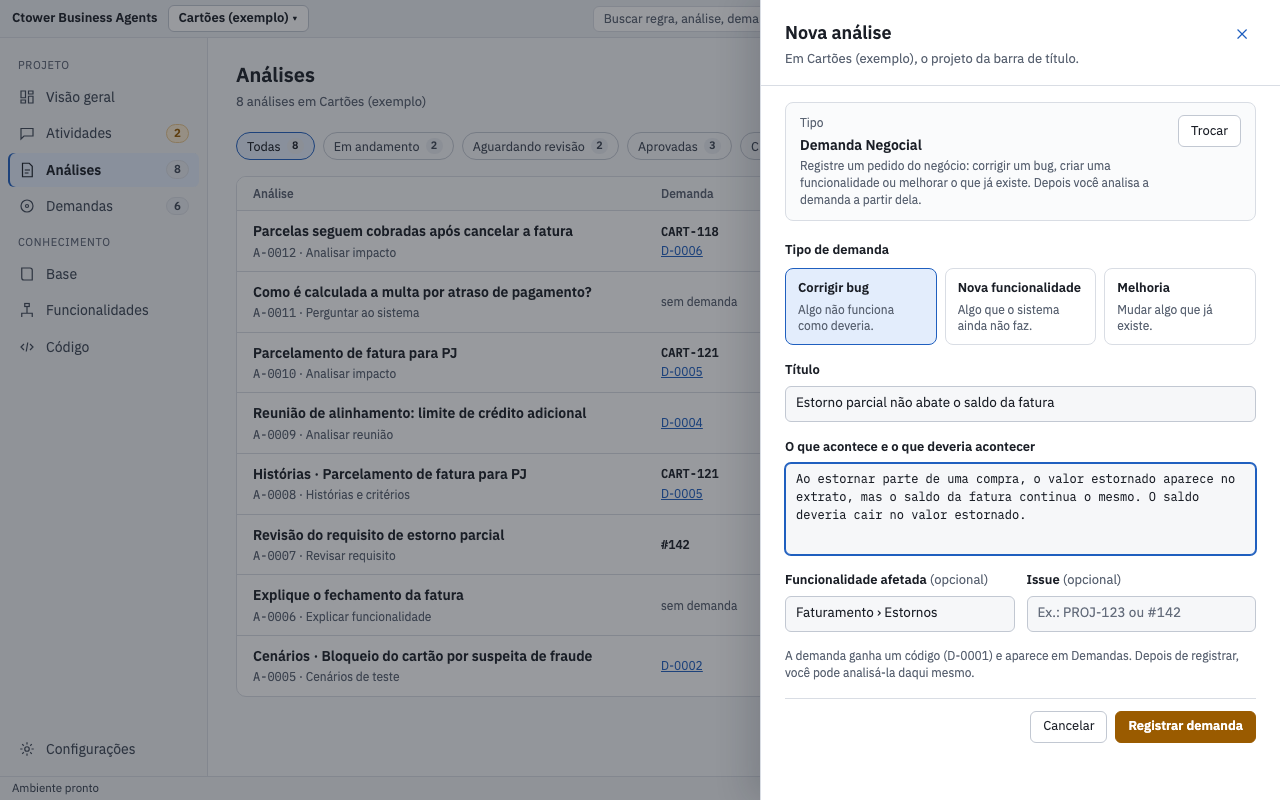 Ctower Business Agents
Cartões (exemplo) ▾
Buscar regra, análise, dema
PROJETO
Visão geral
Atividades 2
Análises 8
Demandas 6
CONHECIMENTO
Base
Funcionalidades
Código
Configurações
Ambiente pronto
Análises
8 análises em Cartões (exemplo)
Todas 8
Em andamento 2
Aguardando revisão 2
Aprovadas 3
C
Análise Demanda
Parcelas seguem cobradas após cancelar a fatura CART-118
A-0012 · Analisar impacto D-0006
Como é calculada a multa por atraso de pagamento? sem demanda
A-0011 · Perguntar ao sistema
Parcelamento de fatura para PJ CART-121
A-0010 · Analisar impacto D-0005
Reunião de alinhamento: limite de crédito adicional D-0004
A-0009 · Analisar reunião
Histórias · Parcelamento de fatura para PJ CART-121
A-0008 · Histórias e critérios D-0005
Revisão do requisito de estorno parcial #142
A-0007 · Revisar requisito
Explique o fechamento da fatura sem demanda
A-0006 · Explicar funcionalidade
Cenários · Bloqueio do cartão por suspeita de fraude D-0002
A-0005 · Cenários de teste
Nova análise
Em Cartões (exemplo), o projeto da barra de título.
Tipo
Demanda Negocial
Registre um pedido do negócio: corrigir um bug, criar uma
funcionalidade ou melhorar o que já existe. Depois você analisa a
demanda a partir dela.
Trocar
Tipo de demanda
Corrigir bug
Algo não funciona
como deveria.
Nova funcionalidade
Algo que o sistema
ainda não faz.
Melhoria
Mudar algo que já
existe.
Título
Estorno parcial não abate o saldo da fatura
O que acontece e o que deveria acontecer
Ao estornar parte de uma compra, o valor estornado aparece no
extrato, mas o saldo da fatura continua o mesmo. O saldo
deveria cair no valor estornado.
Funcionalidade afetada (opcional)
Faturamento › Estornos
Issue (opcional)
Ex.: PROJ-123 ou #142
A demanda ganha um código (D-0001) e aparece em Demandas. Depois de registrar,
você pode analisá-la daqui mesmo.
Cancelar
Registrar demanda